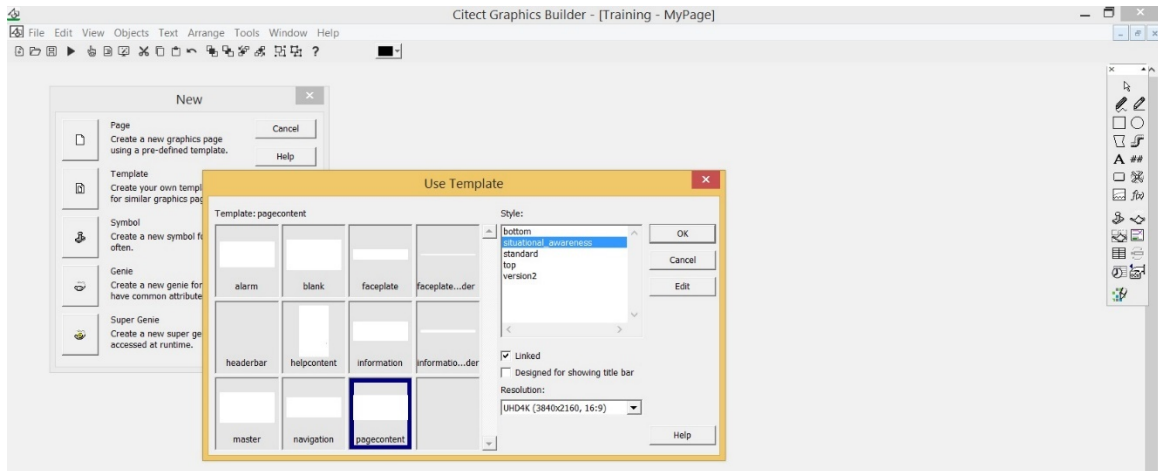 Citect Graphics Builder - [Training - MyPage]
File Edit View Objects Text Arrange Tools Window Help
New
Page
Create a new graphics page
using a pre-defined template.
Cancel
Help
Template
Create your own templ
for similar graphics pag
Symbol
Create a new symbol f
often.
Genie
Create a new genie for
have common attribute
Super Genie
Create a new super ge
accessed at runtime.
Use Template
Template: pagecontent
alarm blank faceplate faceplate...der
headerbar helpcontent information informatio...der
master navigation pagecontent
Style:
bottom
situational_awareness
standard
top
version2
OK
Cancel
Edit
Linked
Designed for showing title bar
Resolution:
UHD4K (3840x2160, 16:9)
Help
A ##
f(x)